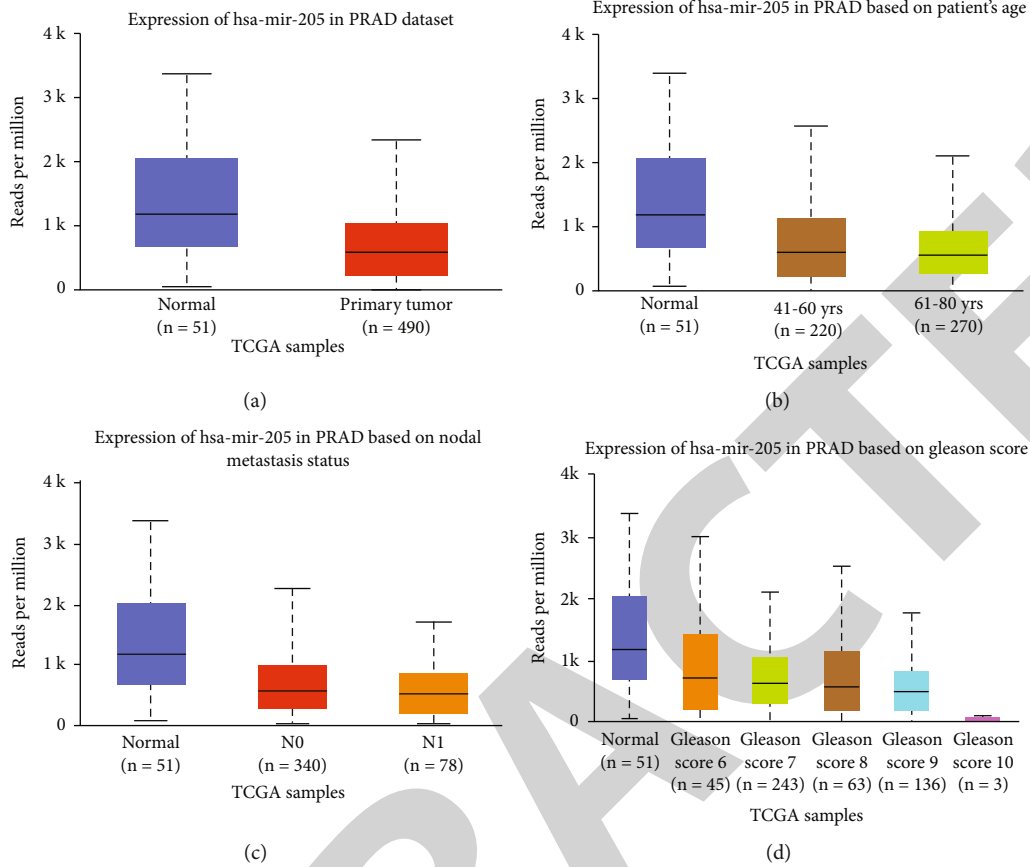 Expression of hsa-mir-205 in PRAD dataset
4 k
3 k
2 k
1 k
0
Reads per million
Normal
(n = 51)
Primary tumor
(n = 490)
TCGA samples
(a)
Expression of hsa-mir-205 in PRAD based on patient's age
4 k
3 k
2 k
1 k
0
Reads per million
Normal
(n = 51)
41-60 yrs
(n = 220)
61-80 yrs
(n = 270)
TCGA samples
(b)
Expression of hsa-mir-205 in PRAD based on nodal
metastasis status
4 k
3 k
2 k
1 k
0
Reads per million
Normal
(n = 51)
N0
(n = 340)
N1
(n = 78)
TCGA samples
(c)
Expression of hsa-mir-205 in PRAD based on gleason score
4k
3k
2k
1k
0
Reads per million
Normal
(n = 51)
Gleason
score 6
(n = 45)
Gleason
score 7
(n = 243)
Gleason
score 8
(n = 63)
Gleason
score 9
(n = 136)
Gleason
score 10
(n = 3)
TCGA samples
(d)